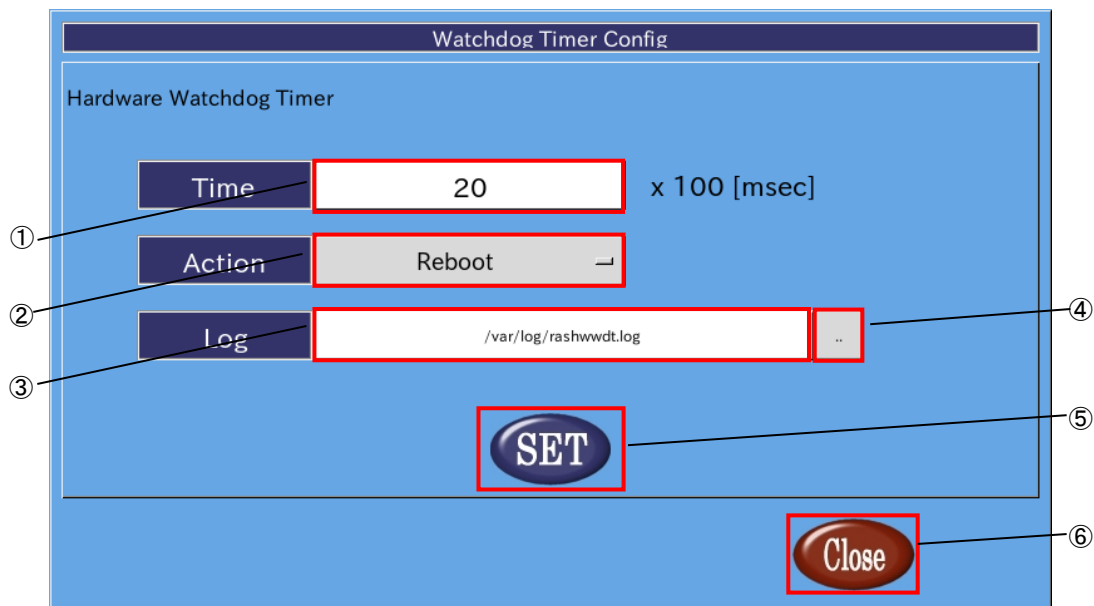 Watchdog Timer Config
Hardware Watchdog Timer
Time 20 x 100 [msec]
①
Action Reboot
②
Log /var/log/rashwwdt.log ..
④
③
SET
⑤
Close
⑥